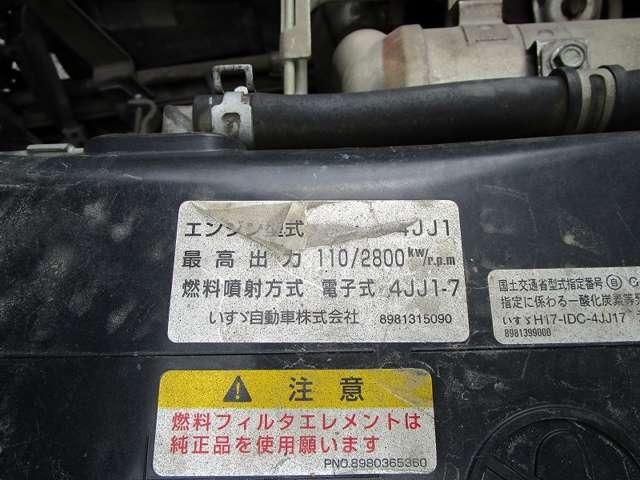 エンジン型式 4JJ1
最高出力 110/2800kw/r.p.m
燃料噴射方式 電子式 4JJ1-7
いすゞ自動車株式会社 8981315090
国土交通省型式指定番号
指定に係わる一酸化炭素等
いすゞH17-IDC-4JJ17
8981399000
注意
燃料フィルタエレメントは
純正品を使用願います
PNO.8980365360